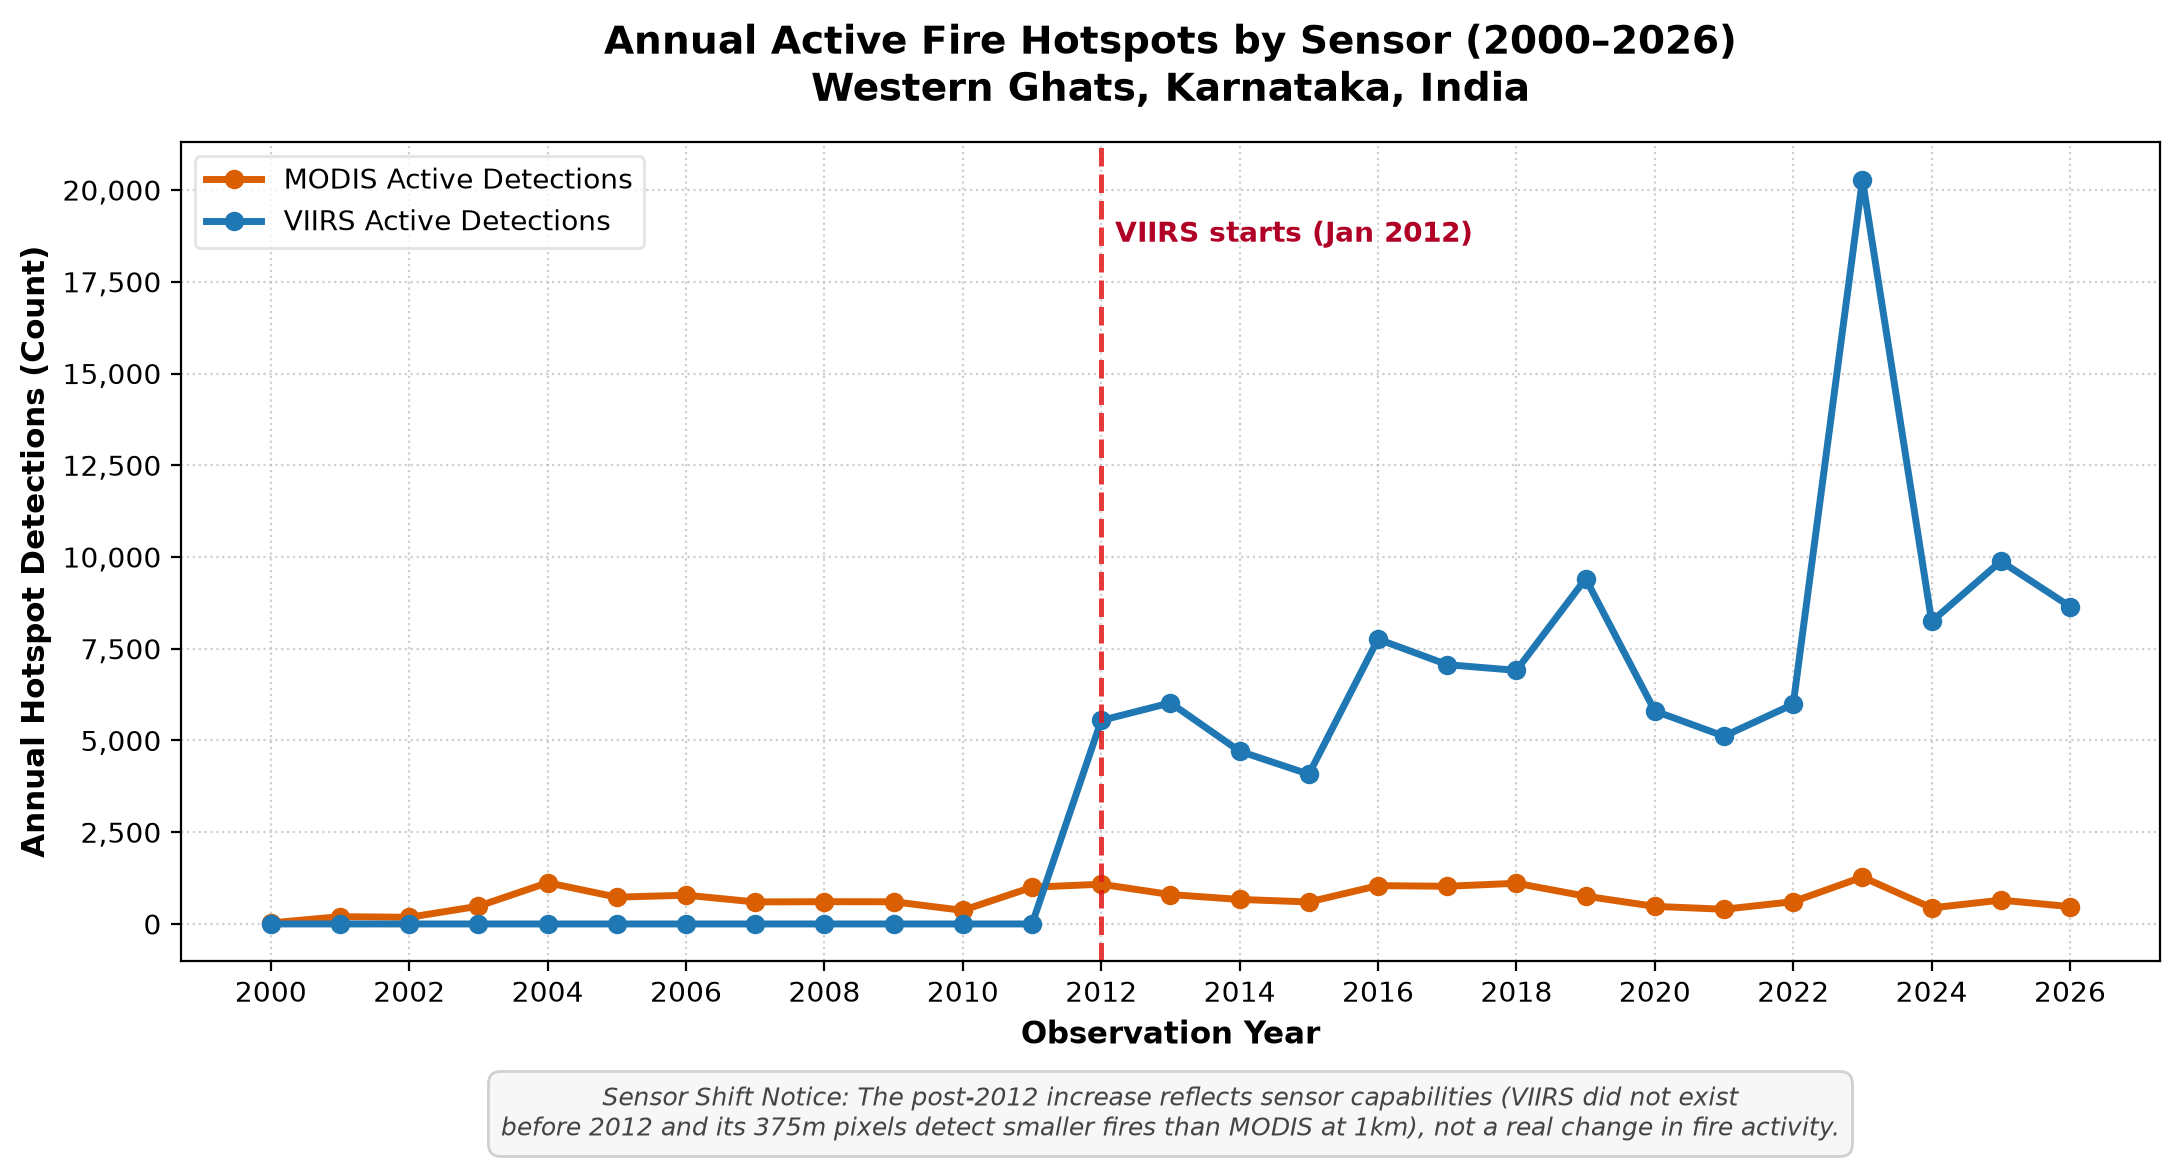 Annual Active Fire Hotspots by Sensor (2000–2026)
Western Ghats, Karnataka, India
MODIS Active Detections
VIIRS Active Detections
VIIRS starts (Jan 2012)
Annual Hotspot Detections (Count)
20,000
17,500
15,000
12,500
10,000
7,500
5,000
2,500
0
2000 2002 2004 2006 2008 2010 2012 2014 2016 2018 2020 2022 2024 2026
Observation Year
Sensor Shift Notice: The post-2012 increase reflects sensor capabilities (VIIRS did not exist
before 2012 and its 375m pixels detect smaller fires than MODIS at 1km), not a real change in fire activity.